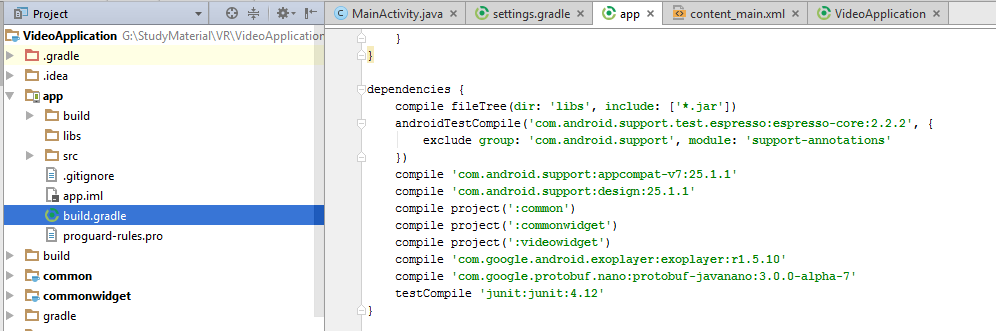 Project
MainActivity.java
settings.gradle
app
content_main.xml
VideoApplication
VideoApplication G:\StudyMaterial\VR\VideoApplication
.gradle
.idea
app
build
libs
src
.gitignore
app.iml
build.gradle
proguard-rules.pro
build
common
commonwidget
gradle
}
}
dependencies {
compile fileTree(dir: 'libs', include: ['*.jar'])
androidTestCompile('com.android.support.test.espresso:espresso-core:2.2.2', {
exclude group: 'com.android.support', module: 'support-annotations'
})
compile 'com.android.support:appcompat-v7:25.1.1'
compile 'com.android.support:design:25.1.1'
compile project(':common')
compile project(':commonwidget')
compile project(':videowidget')
compile 'com.google.android.exoplayer:exoplayer:r1.5.10'
compile 'com.google.protobuf.nano:protobuf-javanano:3.0.0-alpha-7'
testCompile 'junit:junit:4.12'
}